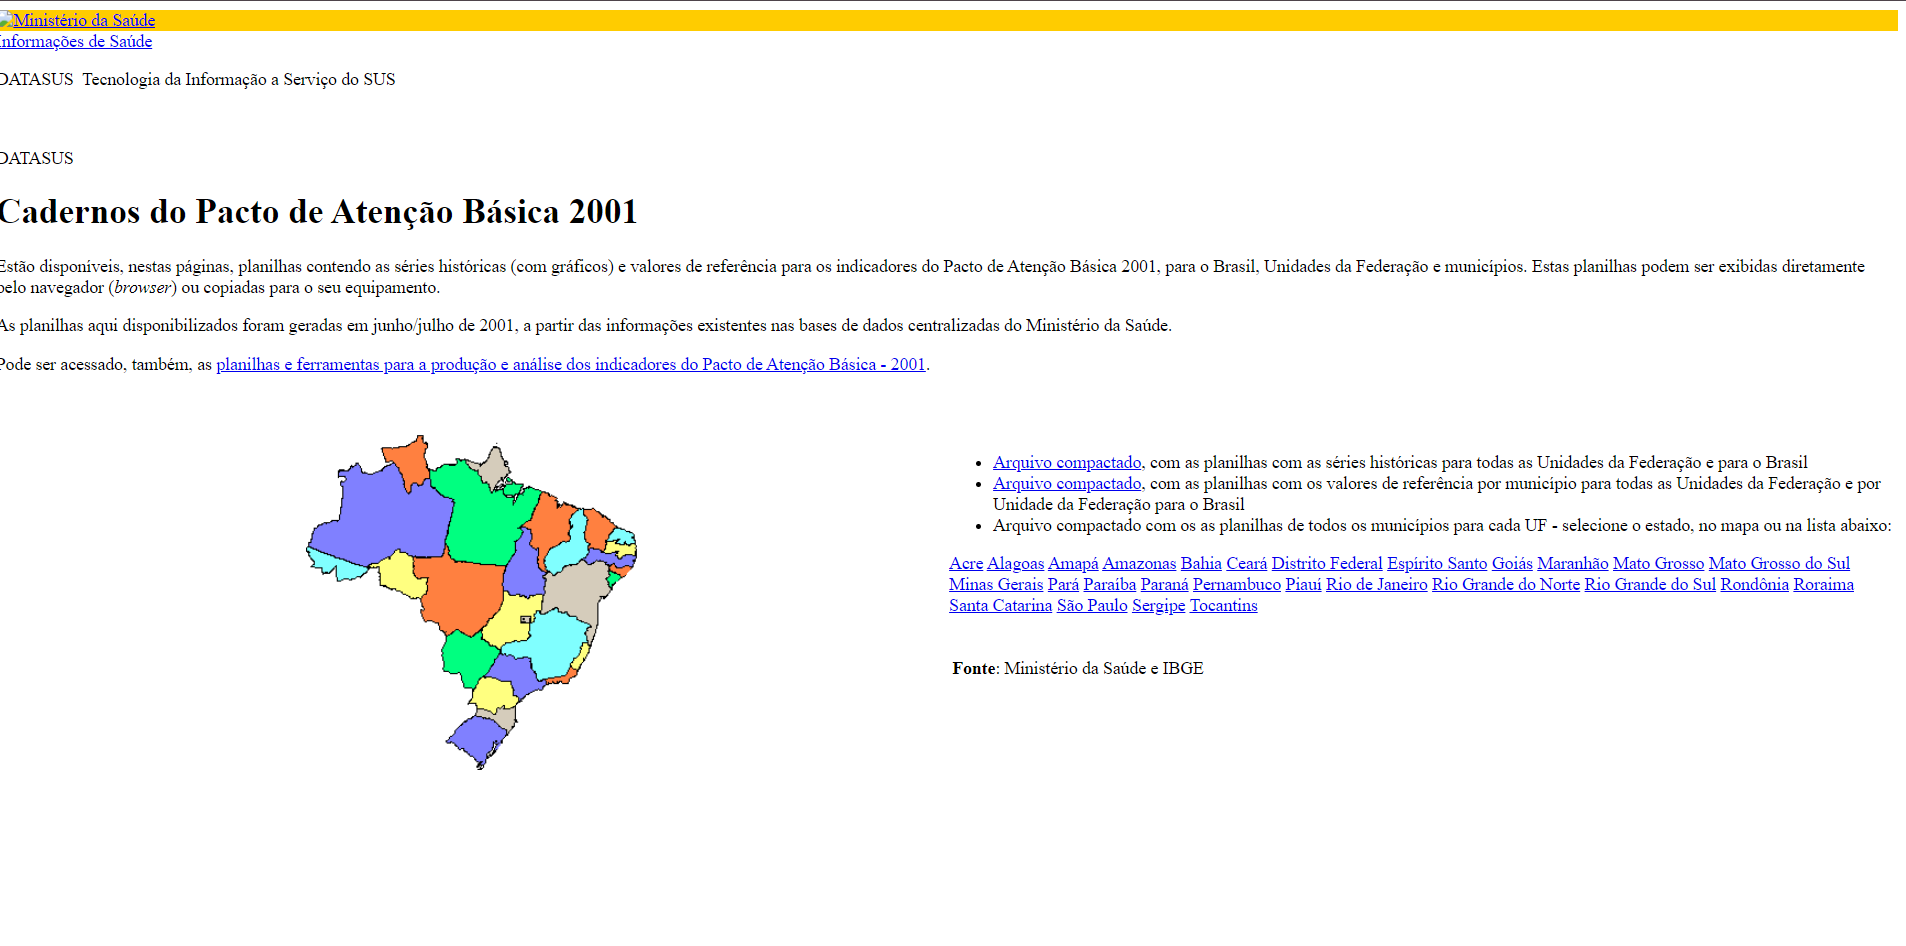 Ministério da Saúde
Informações de Saúde
DATASUS  Tecnologia da Informação a Serviço do SUS
DATASUS
Cadernos do Pacto de Atenção Básica 2001
Estão disponíveis, nestas páginas, planilhas contendo as séries históricas (com gráficos) e valores de referência para os indicadores do Pacto de Atenção Básica 2001, para o Brasil, Unidades da Federação e municípios. Estas planilhas podem ser exibidas diretamente
pelo navegador (browser) ou copiadas para o seu equipamento.
As planilhas aqui disponibilizados foram geradas em junho/julho de 2001, a partir das informações existentes nas bases de dados centralizadas do Ministério da Saúde.
Pode ser acessado, também, as planilhas e ferramentas para a produção e análise dos indicadores do Pacto de Atenção Básica - 2001.
• Arquivo compactado, com as planilhas com as séries históricas para todas as Unidades da Federação e para o Brasil
• Arquivo compactado, com as planilhas com os valores de referência por município para todas as Unidades da Federação e por
Unidade da Federação para o Brasil
• Arquivo compactado com os as planilhas de todos os municípios para cada UF - selecione o estado, no mapa ou na lista abaixo:
Acre Alagoas Amapá Amazonas Bahia Ceará Distrito Federal Espírito Santo Goiás Maranhão Mato Grosso Mato Grosso do Sul
Minas Gerais Pará Paraíba Paraná Pernambuco Piauí Rio de Janeiro Rio Grande do Norte Rio Grande do Sul Rondônia Roraima
Santa Catarina São Paulo Sergipe Tocantins
Fonte: Ministério da Saúde e IBGE